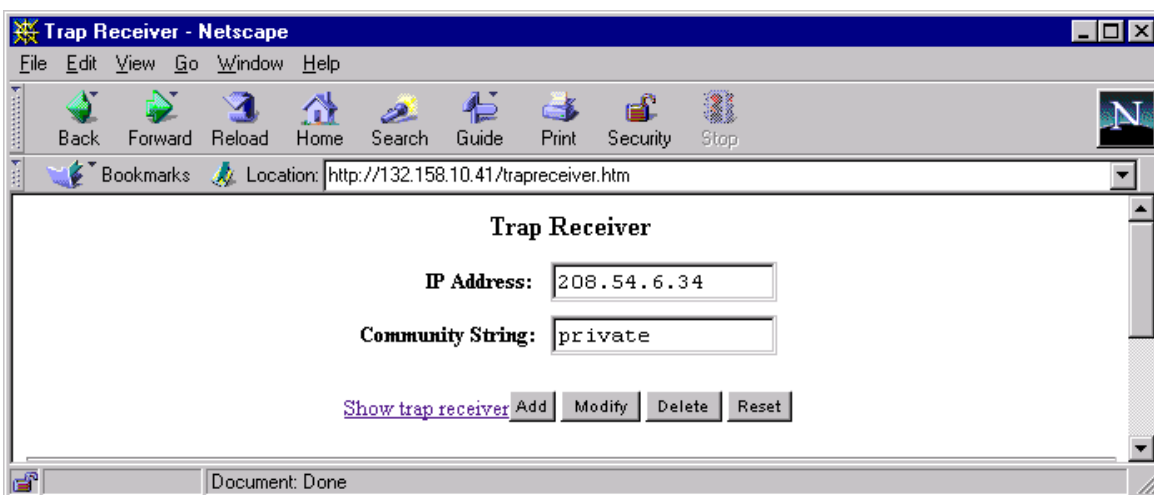 Trap Receiver - Netscape
File Edit View Go Window Help
Back Forward Reload Home Search Guide Print Security Stop
N
Bookmarks Location: http://132.158.10.41/trapreceiver.htm
Trap Receiver
IP Address: 208.54.6.34
Community String: private
Show trap receiver Add Modify Delete Reset
Document: Done